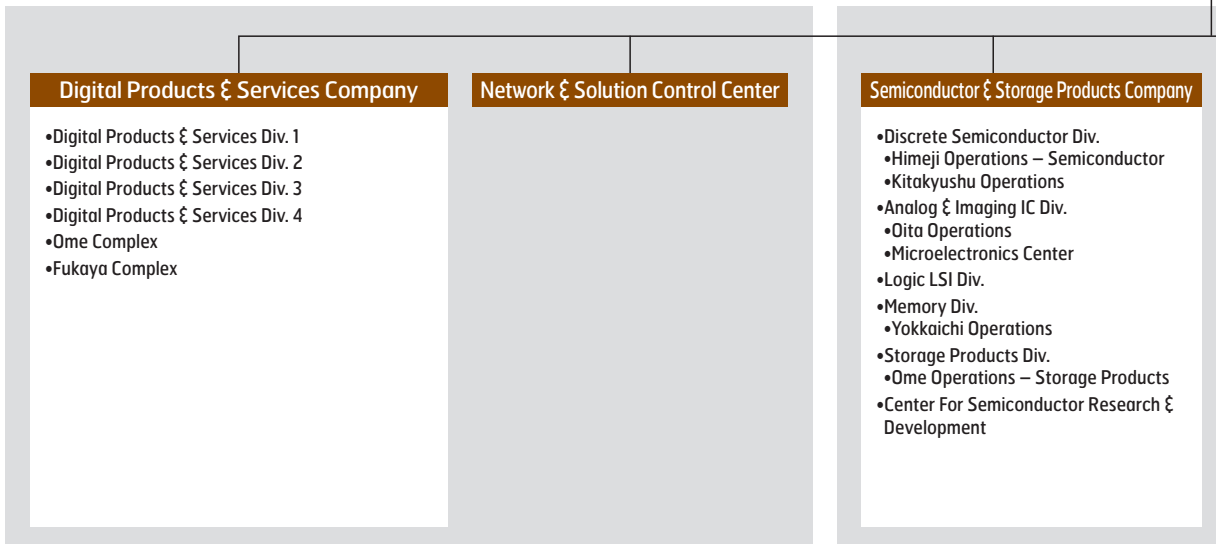 Digital Products & Services Company
•Digital Products & Services Div. 1
•Digital Products & Services Div. 2
•Digital Products & Services Div. 3
•Digital Products & Services Div. 4
•Ome Complex
•Fukaya Complex
Network & Solution Control Center
Semiconductor & Storage Products Company
•Discrete Semiconductor Div.
•Himeji Operations – Semiconductor
•Kitakyushu Operations
•Analog & Imaging IC Div.
•Oita Operations
•Microelectronics Center
•Logic LSI Div.
•Memory Div.
•Yokkaichi Operations
•Storage Products Div.
•Ome Operations – Storage Products
•Center For Semiconductor Research &
Development